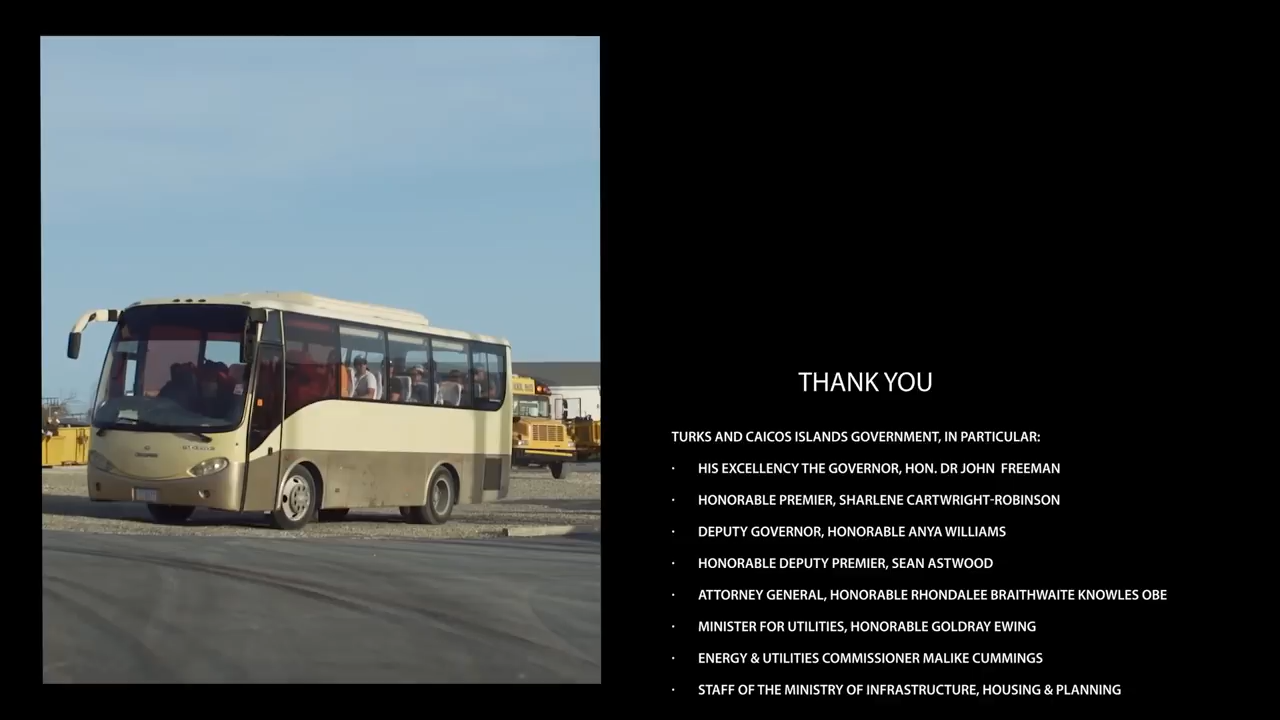 THANK YOU
TURKS AND CAICOS ISLANDS GOVERNMENT, IN PARTICULAR:
· HIS EXCELLENCY THE GOVERNOR, HON. DR JOHN FREEMAN
· HONORABLE PREMIER, SHARLENE CARTWRIGHT-ROBINSON
· DEPUTY GOVERNOR, HONORABLE ANYA WILLIAMS
· HONORABLE DEPUTY PREMIER, SEAN ASTWOOD
· ATTORNEY GENERAL, HONORABLE RHONDALEE BRAITHWAITE KNOWLES OBE
· MINISTER FOR UTILITIES, HONORABLE GOLDRAY EWING
· ENERGY & UTILITIES COMMISSIONER MALIKE CUMMINGS
· STAFF OF THE MINISTRY OF INFRASTRUCTURE, HOUSING & PLANNING